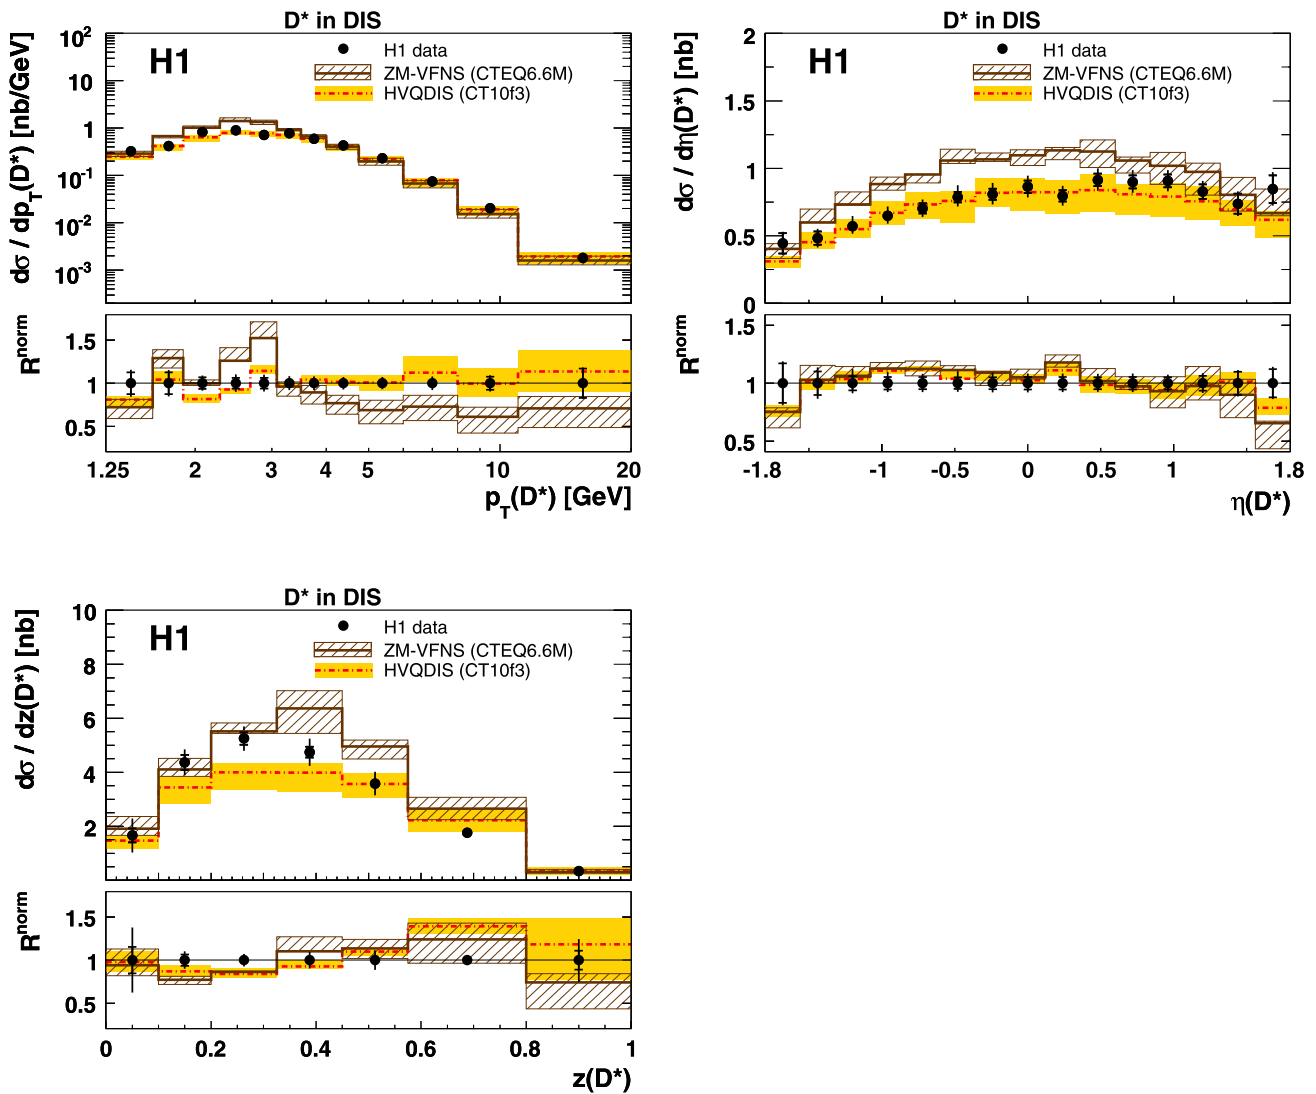 D* in DIS
H1
H1 data
ZM-VFNS (CTEQ6.6M)
HVQDIS (CT10f3)
dσ / dp_T(D*) [nb/GeV]
10^2
10
1
10^-1
10^-2
10^-3
R^norm
1.5
1
0.5
1.25 2 3 4 5 10 20
p_T(D*) [GeV]
D* in DIS
H1
H1 data
ZM-VFNS (CTEQ6.6M)
HVQDIS (CT10f3)
dσ / dη(D*) [nb]
2
1.5
1
0.5
0
R^norm
1.5
1
0.5
-1.8 -1 -0.5 0 0.5 1 1.8
η(D*)
D* in DIS
H1
H1 data
ZM-VFNS (CTEQ6.6M)
HVQDIS (CT10f3)
dσ / dz(D*) [nb]
10
8
6
4
2
R^norm
1.5
1
0.5
0 0.2 0.4 0.6 0.8 1
z(D*)